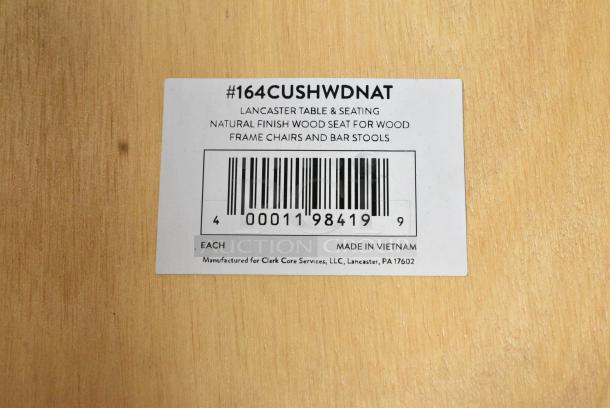 #164CUSHWDNAT
LANCASTER TABLE & SEATING
NATURAL FINISH WOOD SEAT FOR WOOD
FRAME CHAIRS AND BAR STOOLS
4 00011 98419 9
EACH MADE IN VIETNAM
Manufactured for Clark Core Services, LLC, Lancaster, PA 17602